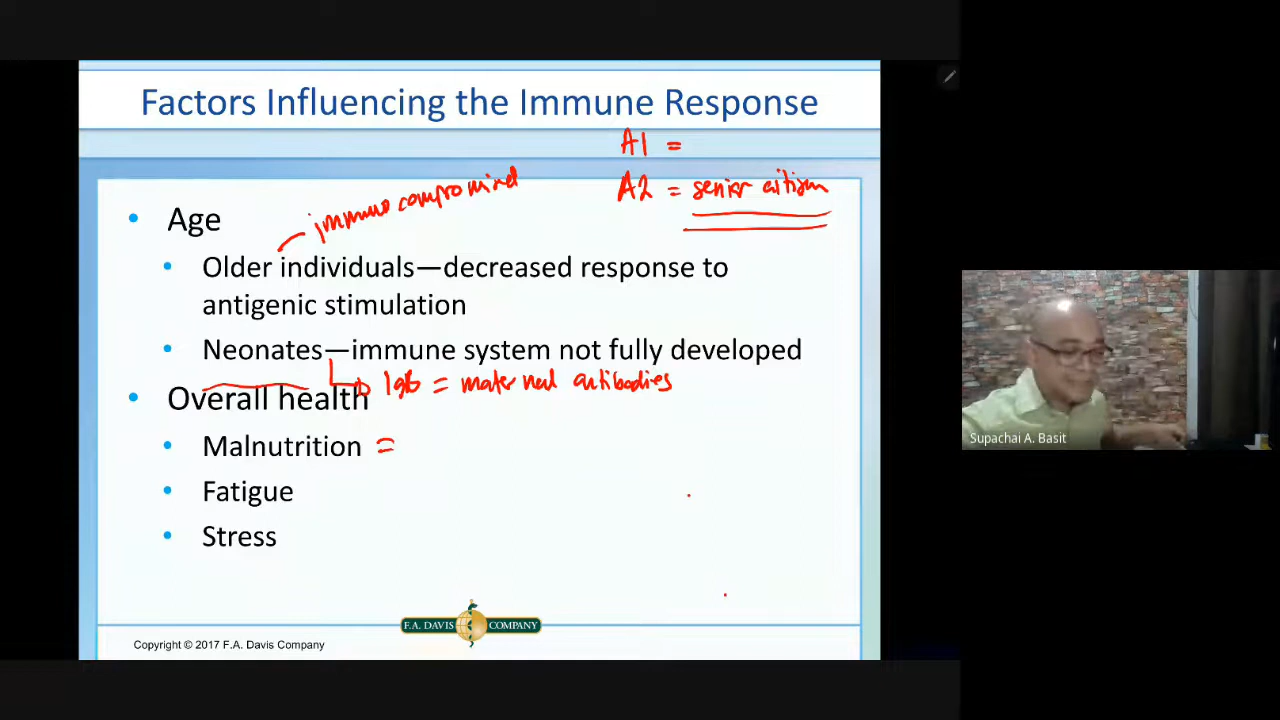 Factors Influencing the Immune Response
A1 =
A2 = senior citizen
immuno compromised
• Age
• Older individuals—decreased response to
antigenic stimulation
• Neonates—immune system not fully developed
IgG = maternal antibodies
• Overall health
• Malnutrition =
• Fatigue
• Stress
F.A. DAVIS COMPANY
Copyright © 2017 F.A. Davis Company
Supachai A. Basit